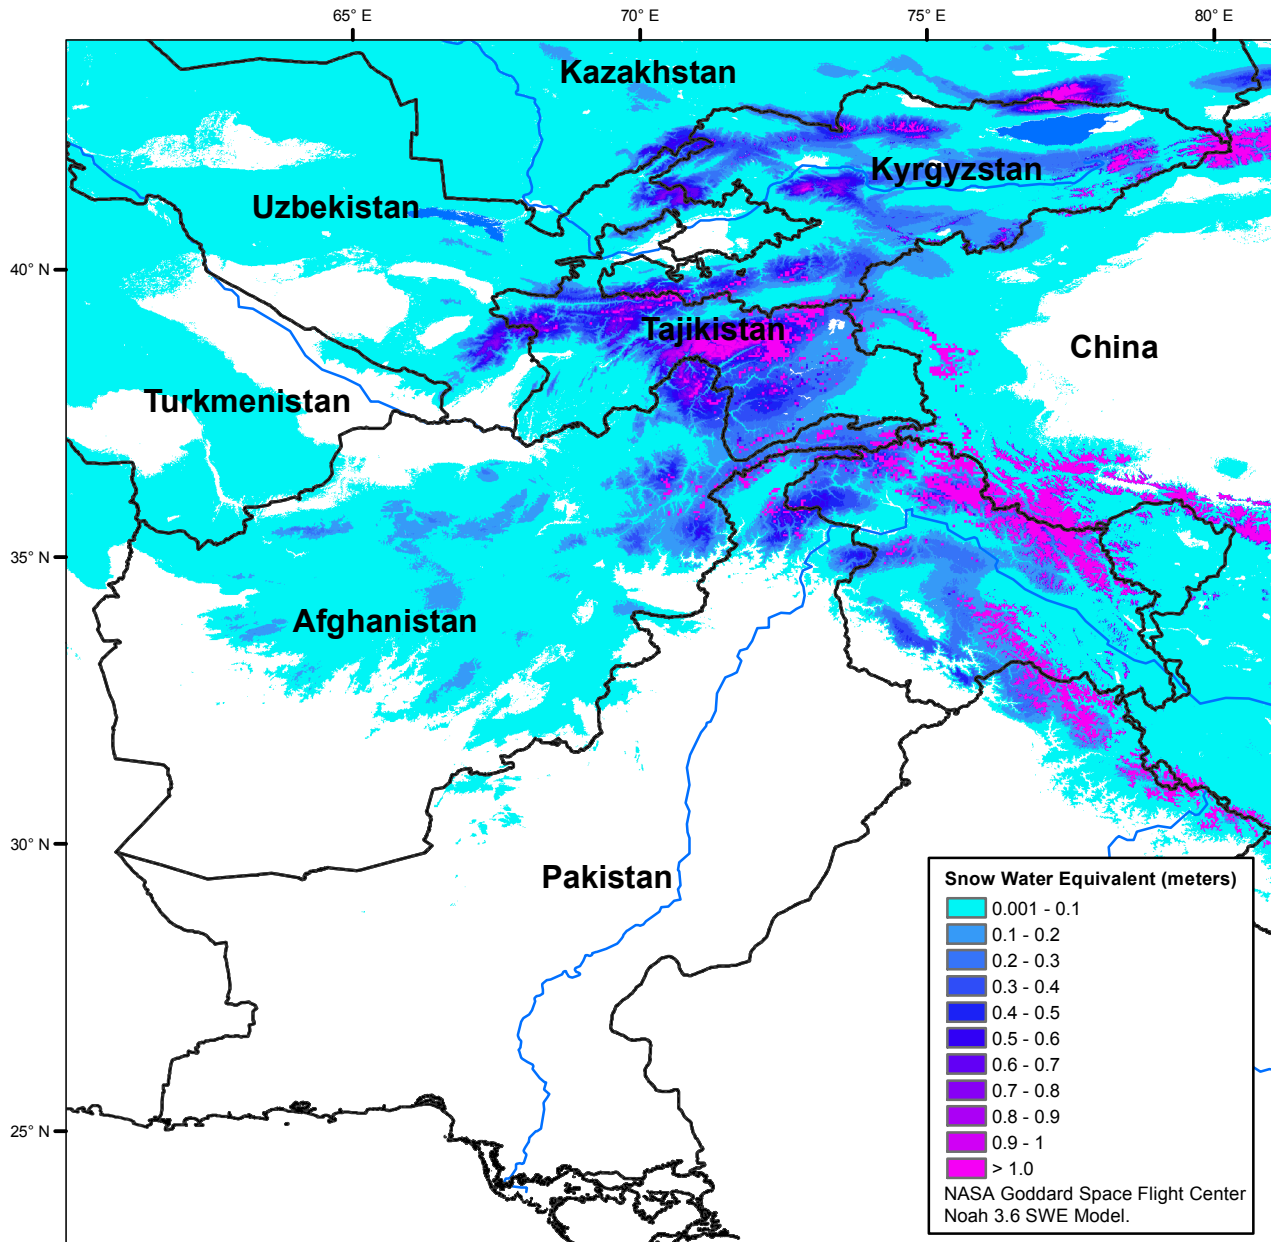 65° E
70° E
75° E
80° E
Kazakhstan
Kyrgyzstan
Uzbekistan
40° N
Tajikistan
China
Turkmenistan
35° N
Afghanistan
30° N
Pakistan
25° N
Snow Water Equivalent (meters)
0.001 - 0.1
0.1 - 0.2
0.2 - 0.3
0.3 - 0.4
0.4 - 0.5
0.5 - 0.6
0.6 - 0.7
0.7 - 0.8
0.8 - 0.9
0.9 - 1
> 1.0
NASA Goddard Space Flight Center
Noah 3.6 SWE Model.